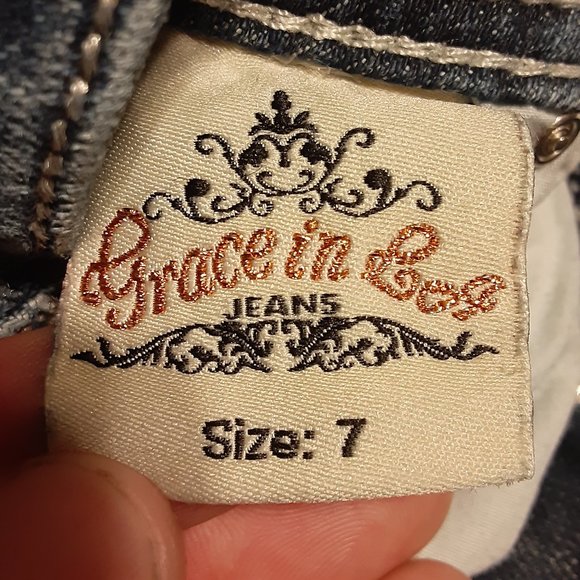 Grace in La
JEANS
Size: 7